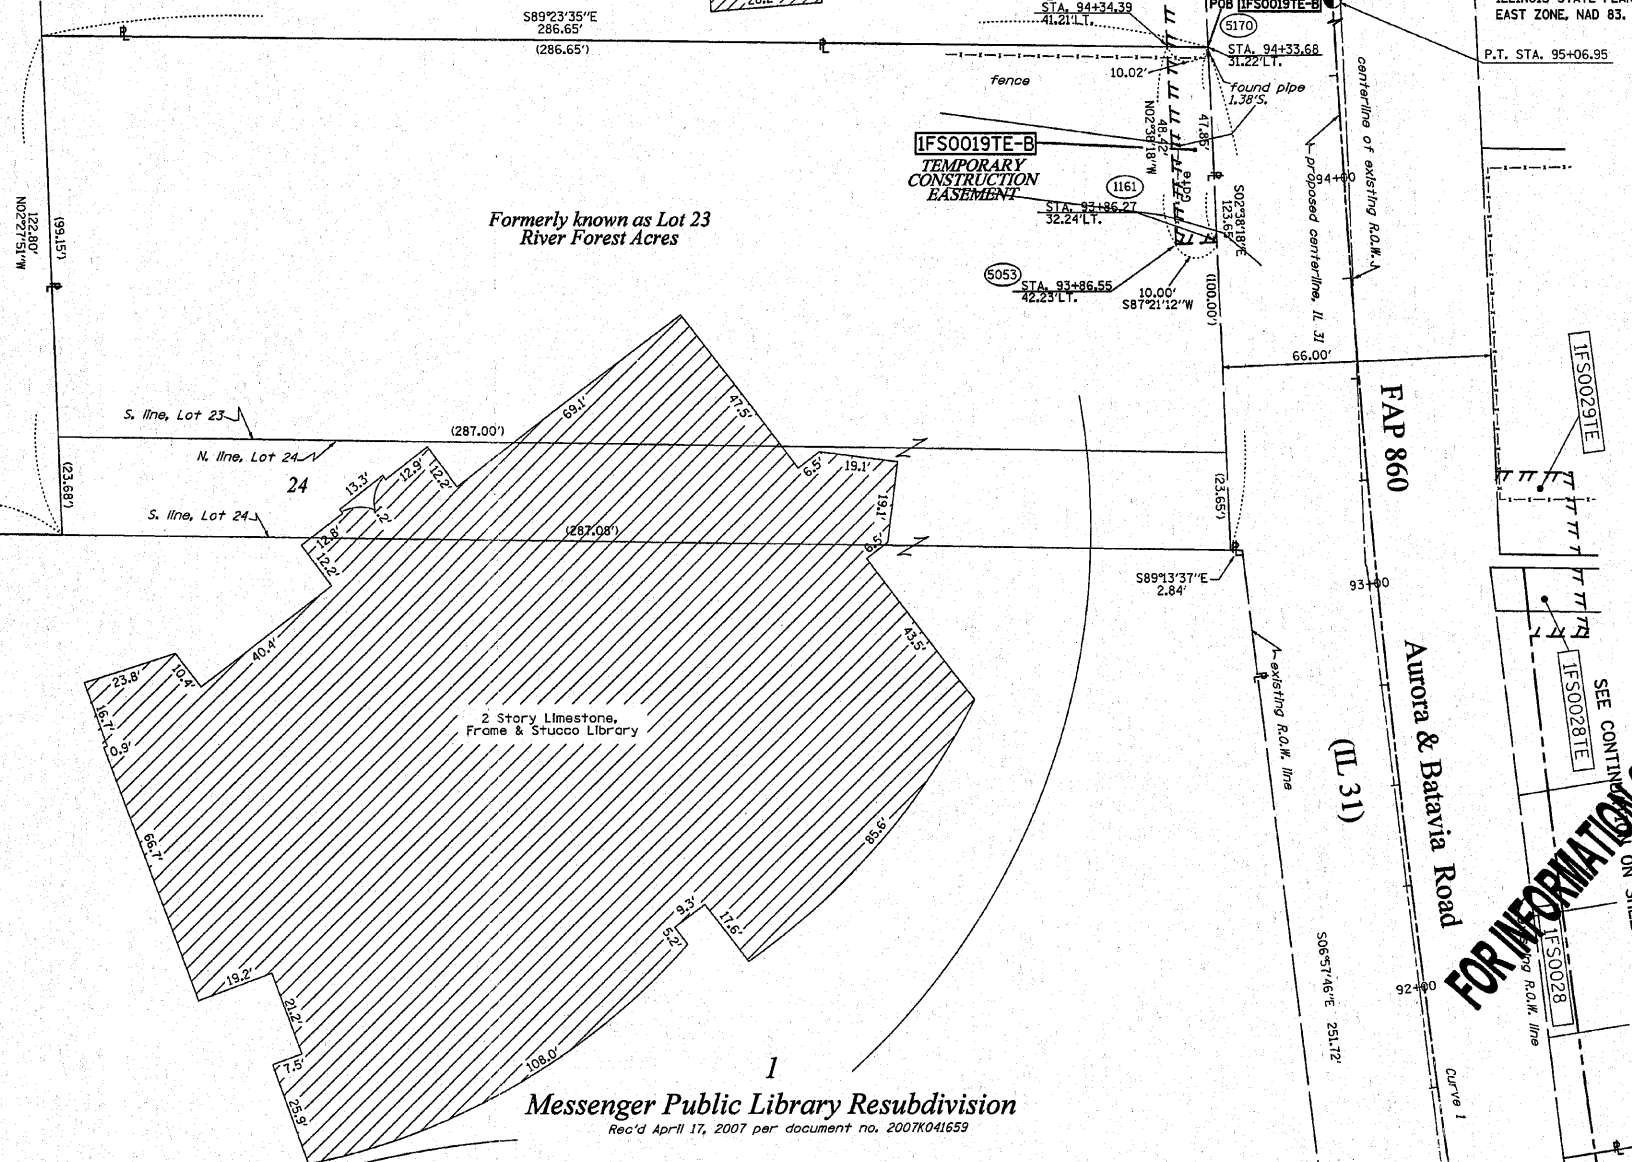 S89°23'35"E
286.65'
(286.65')
STA. 94+34.39
41.21'LT.
POB 1FS0019TE-B
5170
STA. 94+33.68
31.22'LT.
EAST ZONE, NAD 83.
P.T. STA. 95+06.95
fence
10.02'
found pipe
1.38'S.
N02°38'18"W
48.42'
47.85'
Gate
1FS0019TE-B
TEMPORARY
CONSTRUCTION
EASEMENT
1161
STA. 93+86.27
32.24'LT.
S02°38'18"E
123.65'
5053
STA. 93+86.55
42.23'LT.
10.00'
S87°21'12"W
(100.00')
centerline of existing R.O.W.
proposed centerline, IL 31
94+00
66.00'
N02°27'51"W
122.80'
(99.15')
Formerly known as Lot 23
River Forest Acres
S. line, Lot 23
N. line, Lot 24
24
S. line, Lot 24
(23.68')
(287.00')
(287.08')
(23.65')
69.1'
47.5'
6.5'
19.1'
19.1'
6.5'
43.5'
85.6'
17.6'
9.3'
5.2'
108.0'
25.9'
7.5'
21.2'
19.2'
66.7'
0.9'
16.7'
23.8'
10.4'
40.4'
12.2'
12.8'
13.3'
12.9'
12.2'
2 Story Limestone,
Frame & Stucco Library
S89°13'37"E
2.84'
existing R.O.W. line
FAP 860
93+00
Aurora & Batavia Road
(IL 31)
S06°57'46"E 251.72'
92+00
curve 1
1FS0029TE
1FS0028TE
1FS0028
SEE
ON
R.O.W. line
FOR INFORMATION
1
Messenger Public Library Resubdivision
Rec'd April 17, 2007 per document no. 2007K041659